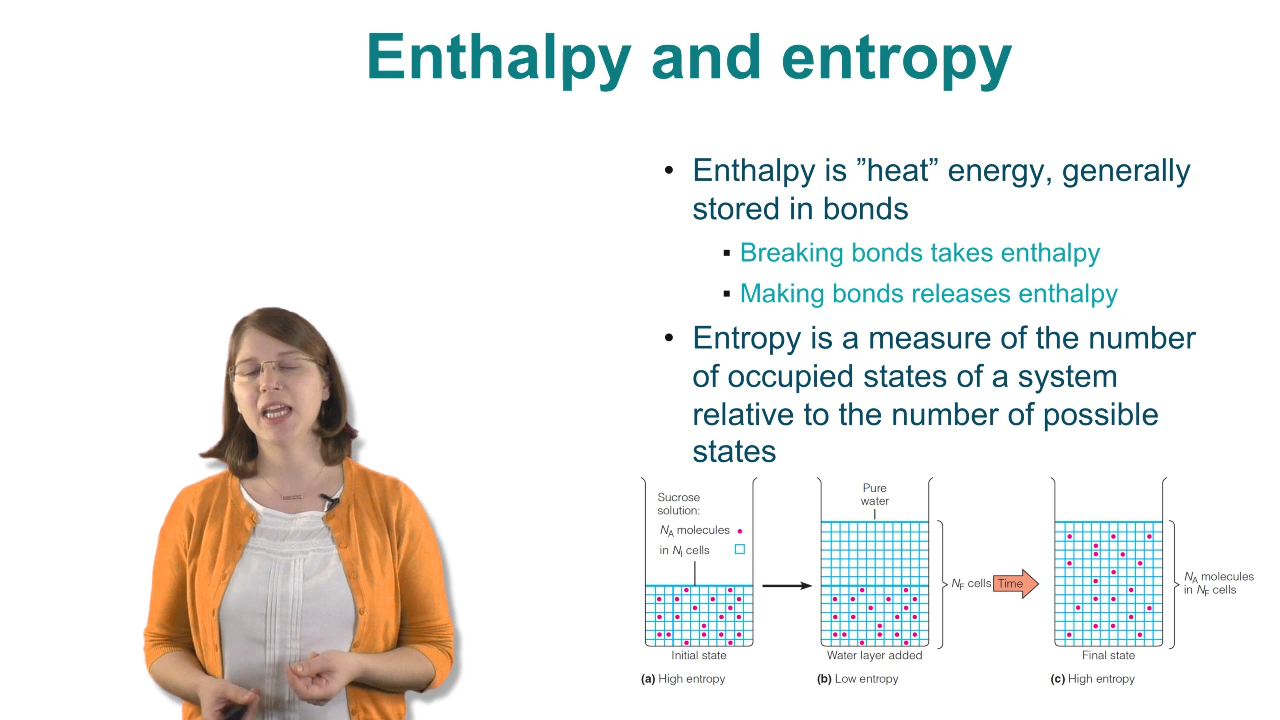 Enthalpy and entropy
• Enthalpy is ”heat” energy, generally
stored in bonds
▪ Breaking bonds takes enthalpy
▪ Making bonds releases enthalpy
• Entropy is a measure of the number
of occupied states of a system
relative to the number of possible
states
Sucrose
solution:
NA molecules
in NI cells
Initial state
(a) High entropy
Pure
water
NF cells
Water layer added
(b) Low entropy
Time
NA molecules
in NF cells
Final state
(c) High entropy